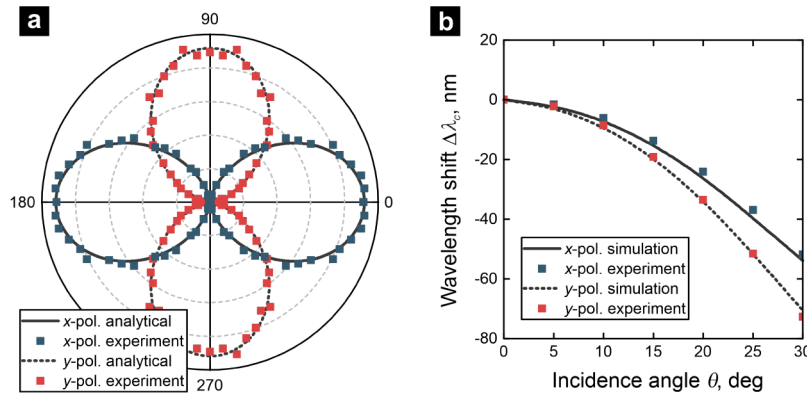 a
90
180
0
270
x-pol. analytical
x-pol. experiment
y-pol. analytical
y-pol. experiment
b
Wavelength shift Δλc, nm
20
0
-20
-40
-60
-80
x-pol. simulation
x-pol. experiment
y-pol. simulation
y-pol. experiment
0 5 10 15 20 25 30
Incidence angle θ, deg